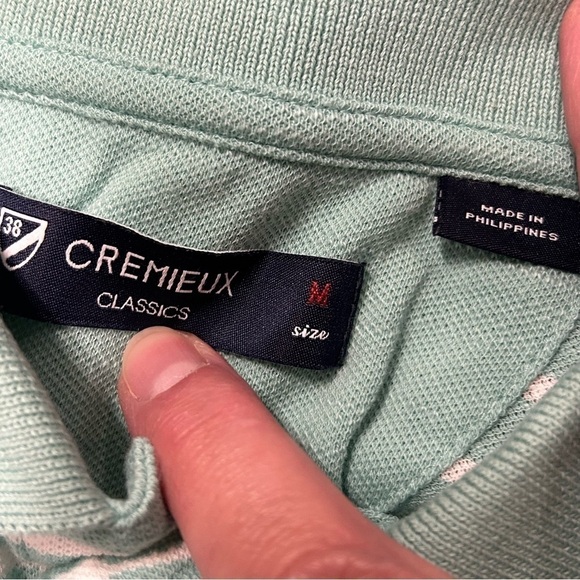 38
CREMIEUX
CLASSICS
M
size
MADE IN
PHILIPPINES